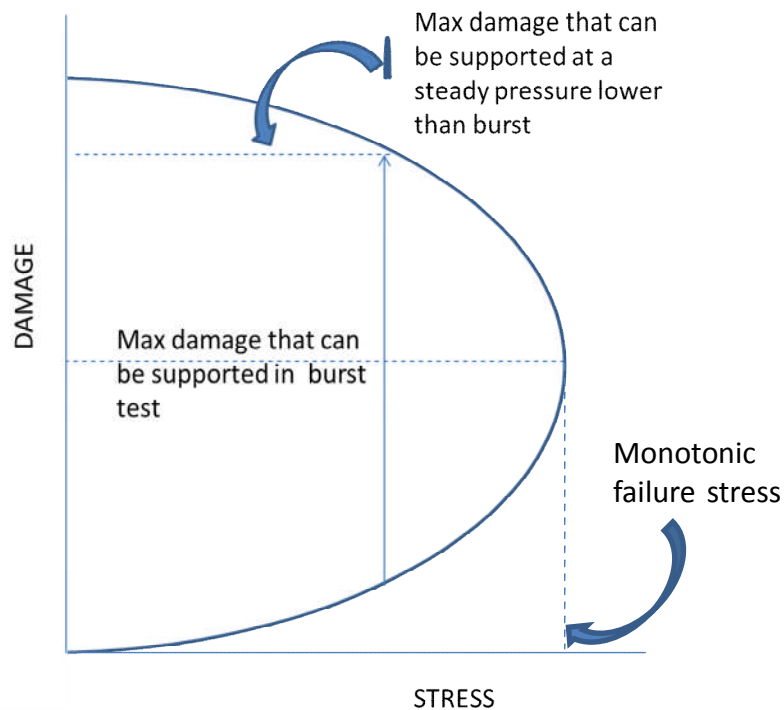 Max damage that can
be supported at a
steady pressure lower
than burst
DAMAGE
Max damage that can
be supported in burst
test
Monotonic
failure stress
STRESS